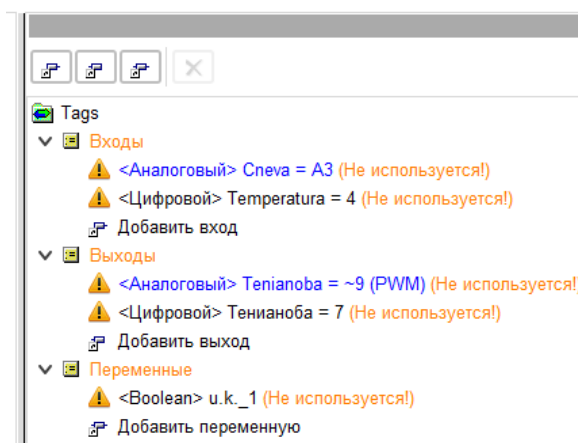 Tags
Входы
<Аналоговый> Cneva = A3 (Не используется!)
<Цифровой> Temperatura = 4 (Не используется!)
Добавить вход
Выходы
<Аналоговый> Tenianoba = ~9 (PWM) (Не используется!)
<Цифровой> Тенианоба = 7 (Не используется!)
Добавить выход
Переменные
<Boolean> u.k._1 (Не используется!)
Добавить переменную